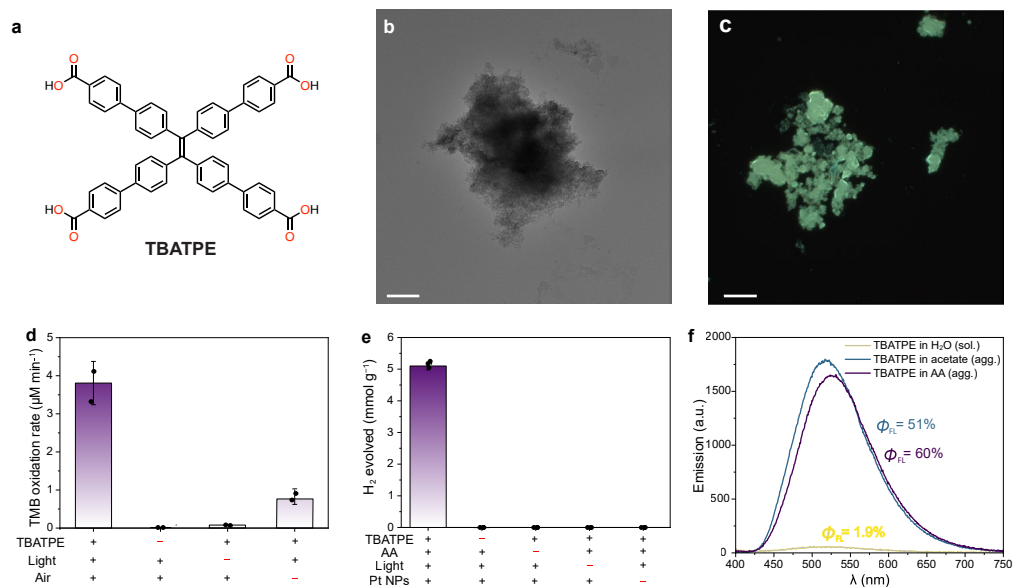 a
O
HO
O
OH
HO
O
OH
O
TBATPE
b
c
d
TMB oxidation rate (µM min⁻¹)
5
4
3
2
1
0
TBATPE + – + +
Light + + – +
Air + + + –
e
H₂ evolved (mmol g⁻¹)
6
5
4
3
2
1
0
TBATPE + – + + +
AA + + – + +
Light + + + – +
Pt NPs + + + + –
f
Emission (a.u.)
2000
1500
1000
500
0
TBATPE in H₂O (sol.)
TBATPE in acetate (agg.)
TBATPE in AA (agg.)
Φ_FL = 51%
Φ_FL = 60%
Φ_FL = 1.9%
400 450 500 550 600 650 700 750
λ (nm)